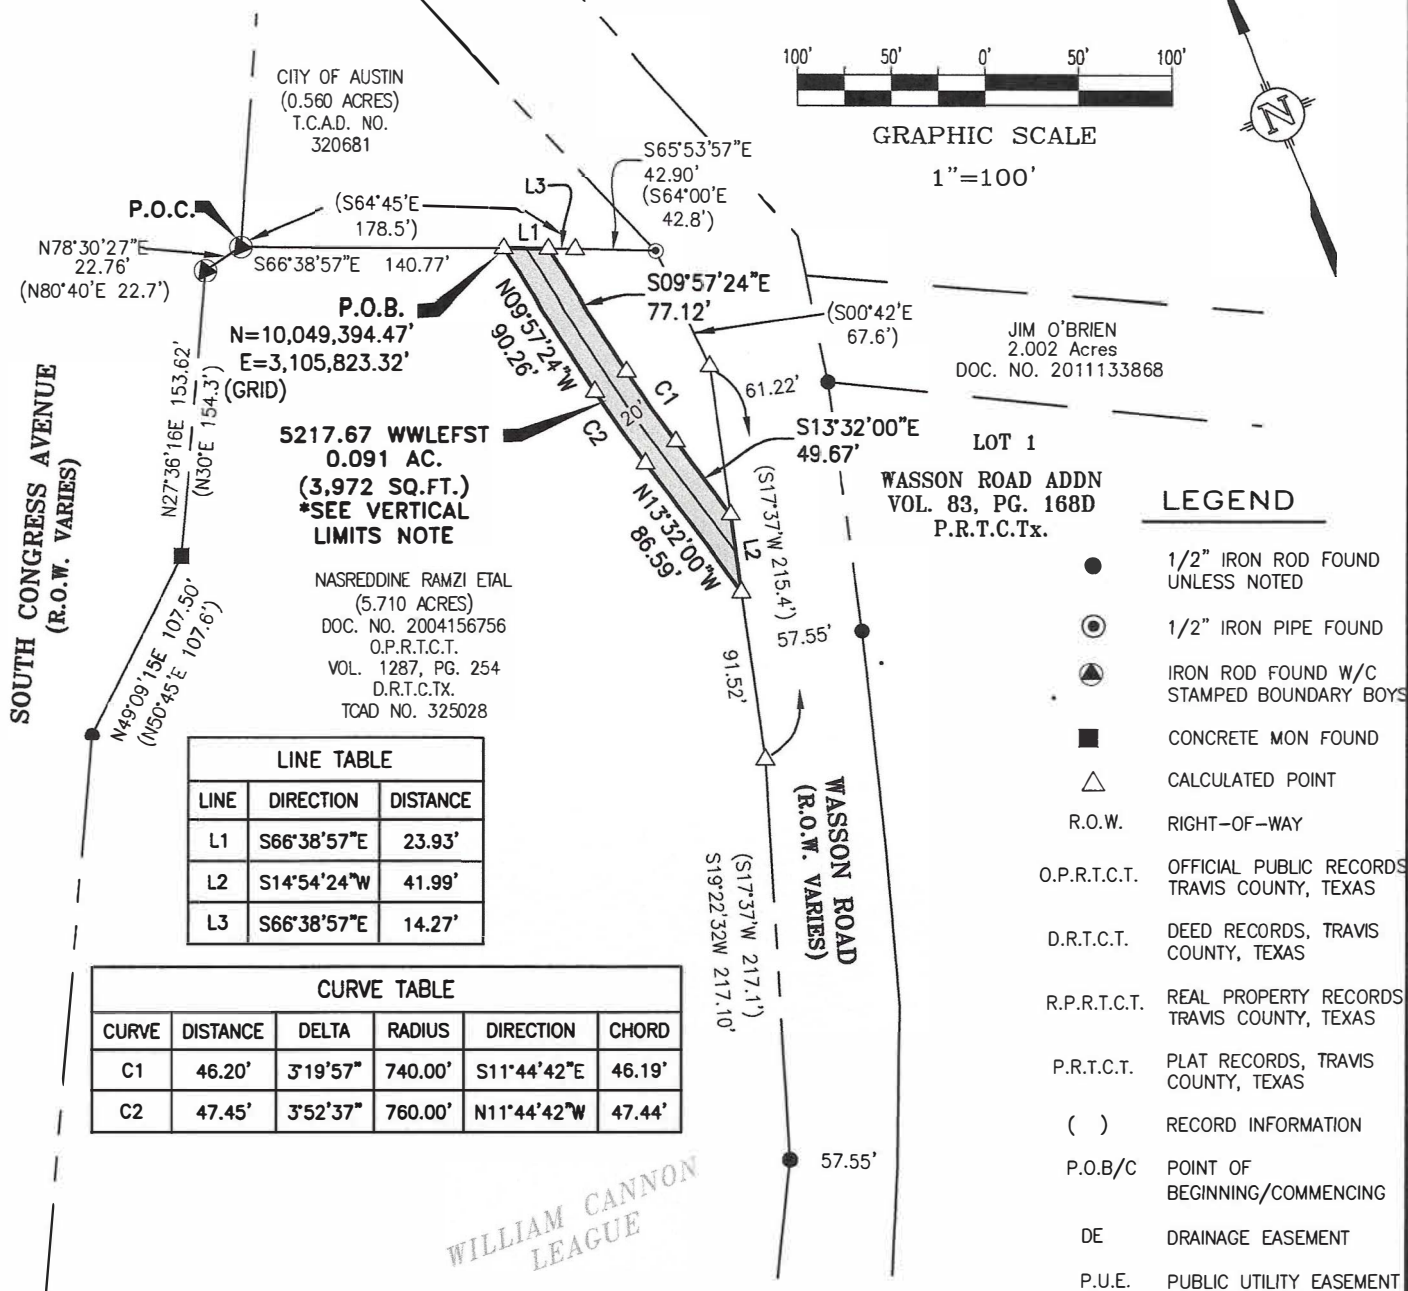 100' 50' 0' 50' 100'
GRAPHIC SCALE
1"=100'
N
CITY OF AUSTIN
(0.560 ACRES)
T.C.A.D. NO.
320681
S65°53'57"E
42.90'
(S64°00'E
42.8')
L3
L1
P.O.C.
(S64°45'E
178.5')
N78°30'27"E
22.76'
(N80°40'E 22.7')
S66°38'57"E 140.77'
P.O.B.
N=10,049,394.47'
E=3,105,823.32'
(GRID)
S09°57'24"E
77.12'
N09°57'24"W
90.26'
(S00°42'E
67.6')
JIM O'BRIEN
2.002 Acres
DOC. NO. 2011133868
61.22'
C1
20'
C2
S13°32'00"E
49.67'
LOT 1
WASSON ROAD ADDN
VOL. 83, PG. 168D
P.R.T.C.Tx.
SOUTH CONGRESS AVENUE
(R.O.W. VARIES)
N27°36'16E 153.62'
(N30°E 154.3')
5217.67 WWLEFST
0.091 AC.
(3,972 SQ.FT.)
*SEE VERTICAL
LIMITS NOTE
N13°32'00"W
86.59'
L2
(S17°37'W 215.4')
57.55'
91.52'
NASREDDINE RAMZI ETAL
(5.710 ACRES)
DOC. NO. 2004156756
O.P.R.T.C.T.
VOL. 1287, PG. 254
D.R.T.C.TX.
TCAD NO. 325028
N49°09'15E 107.50'
(N50°45'E 107.6')
LINE TABLE
LINE DIRECTION DISTANCE
L1 S66°38'57"E 23.93'
L2 S14°54'24"W 41.99'
L3 S66°38'57"E 14.27'
WASSON ROAD
(R.O.W. VARIES)
(S17°37'W 217.1')
S19°22'32W 217.10'
CURVE TABLE
CURVE DISTANCE DELTA RADIUS DIRECTION CHORD
C1 46.20' 3°19'57" 740.00' S11°44'42"E 46.19'
C2 47.45' 3°52'37" 760.00' N11°44'42"W 47.44'
57.55'
WILLIAM CANNON
LEAGUE
LEGEND
1/2" IRON ROD FOUND
UNLESS NOTED
1/2" IRON PIPE FOUND
IRON ROD FOUND W/C
STAMPED BOUNDARY BOYS
CONCRETE MON FOUND
CALCULATED POINT
R.O.W. RIGHT-OF-WAY
O.P.R.T.C.T. OFFICIAL PUBLIC RECORDS
TRAVIS COUNTY, TEXAS
D.R.T.C.T. DEED RECORDS, TRAVIS
COUNTY, TEXAS
R.P.R.T.C.T. REAL PROPERTY RECORDS
TRAVIS COUNTY, TEXAS
P.R.T.C.T. PLAT RECORDS, TRAVIS
COUNTY, TEXAS
( ) RECORD INFORMATION
P.O.B/C POINT OF
BEGINNING/COMMENCING
DE DRAINAGE EASEMENT
P.U.E. PUBLIC UTILITY EASEMENT